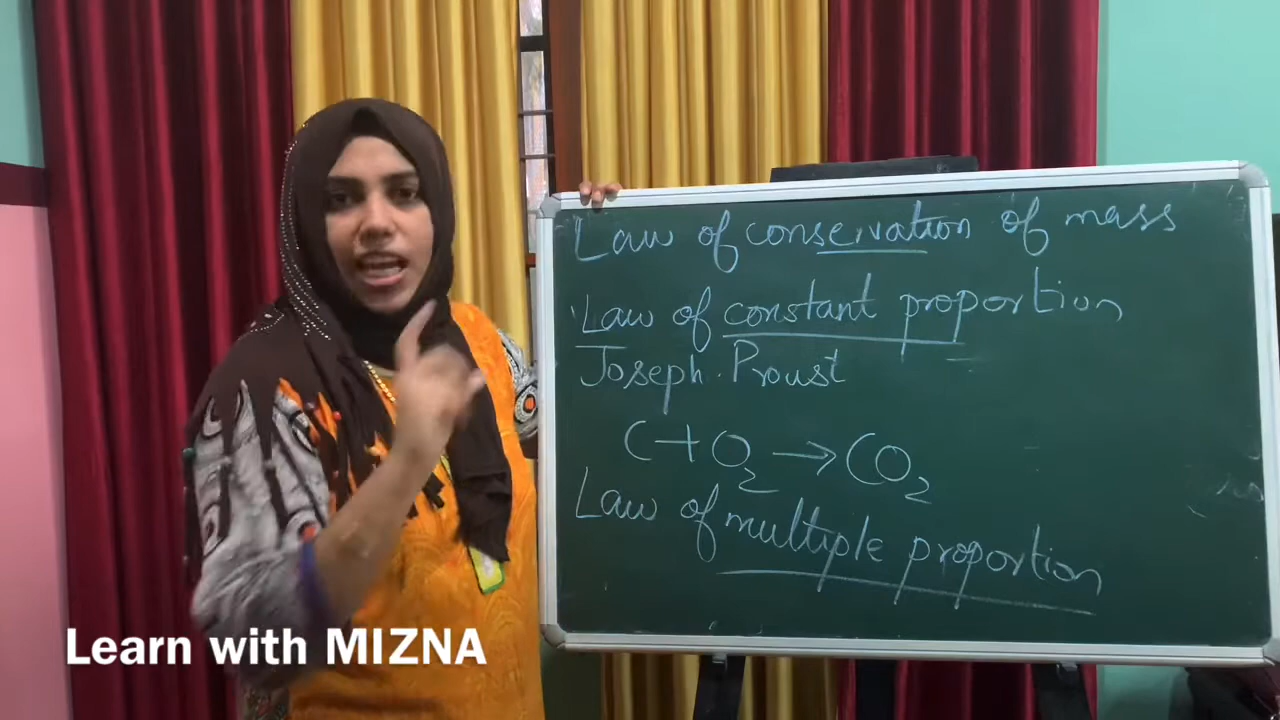 Law of conservation of mass
Law of constant proportion
Joseph. Proust
C+O₂→CO₂
Law of multiple proportion
Learn with MIZNA